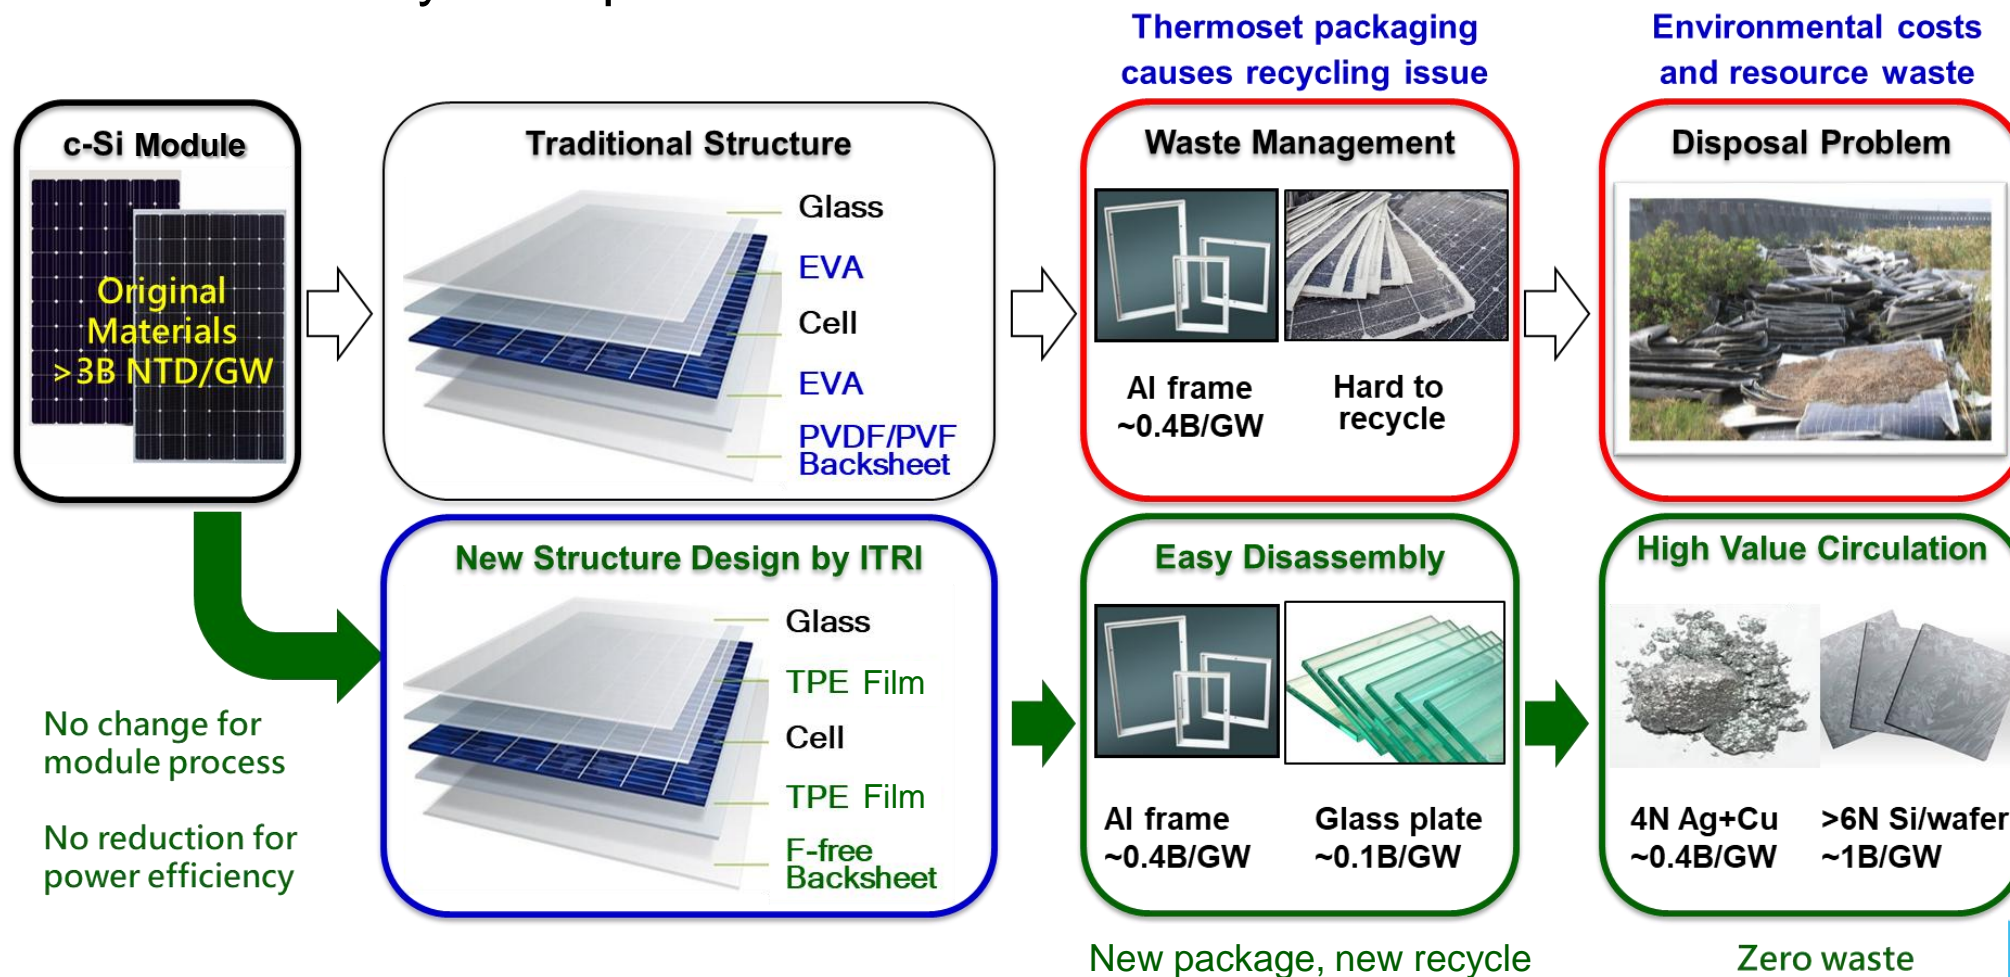 Thermoset packaging
causes recycling issue
Environmental costs
and resource waste
c-Si Module
Original
Materials
>3B NTD/GW
Traditional Structure
Glass
EVA
Cell
EVA
PVDF/PVF
Backsheet
Waste Management
Al frame
~0.4B/GW
Hard to
recycle
Disposal Problem
No change for
module process
No reduction for
power efficiency
New Structure Design by ITRI
Glass
TPE Film
Cell
TPE Film
F-free
Backsheet
Easy Disassembly
Al frame
~0.4B/GW
Glass plate
~0.1B/GW
High Value Circulation
4N Ag+Cu
~0.4B/GW
>6N Si/wafer
~1B/GW
New package, new recycle
Zero waste